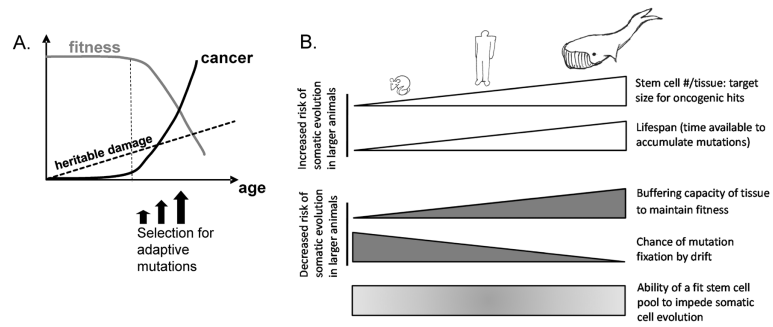 A.
fitness
cancer
heritable damage
age
Selection for
adaptive
mutations
B.
Increased risk of
somatic evolution
in larger animals
Stem cell #/tissue: target
size for oncogenic hits
Lifespan (time available to
accumulate mutations)
Decreased risk of
somatic evolution
in larger animals
Buffering capacity of tissue
to maintain fitness
Chance of mutation
fixation by drift
Ability of a fit stem cell
pool to impede somatic
cell evolution